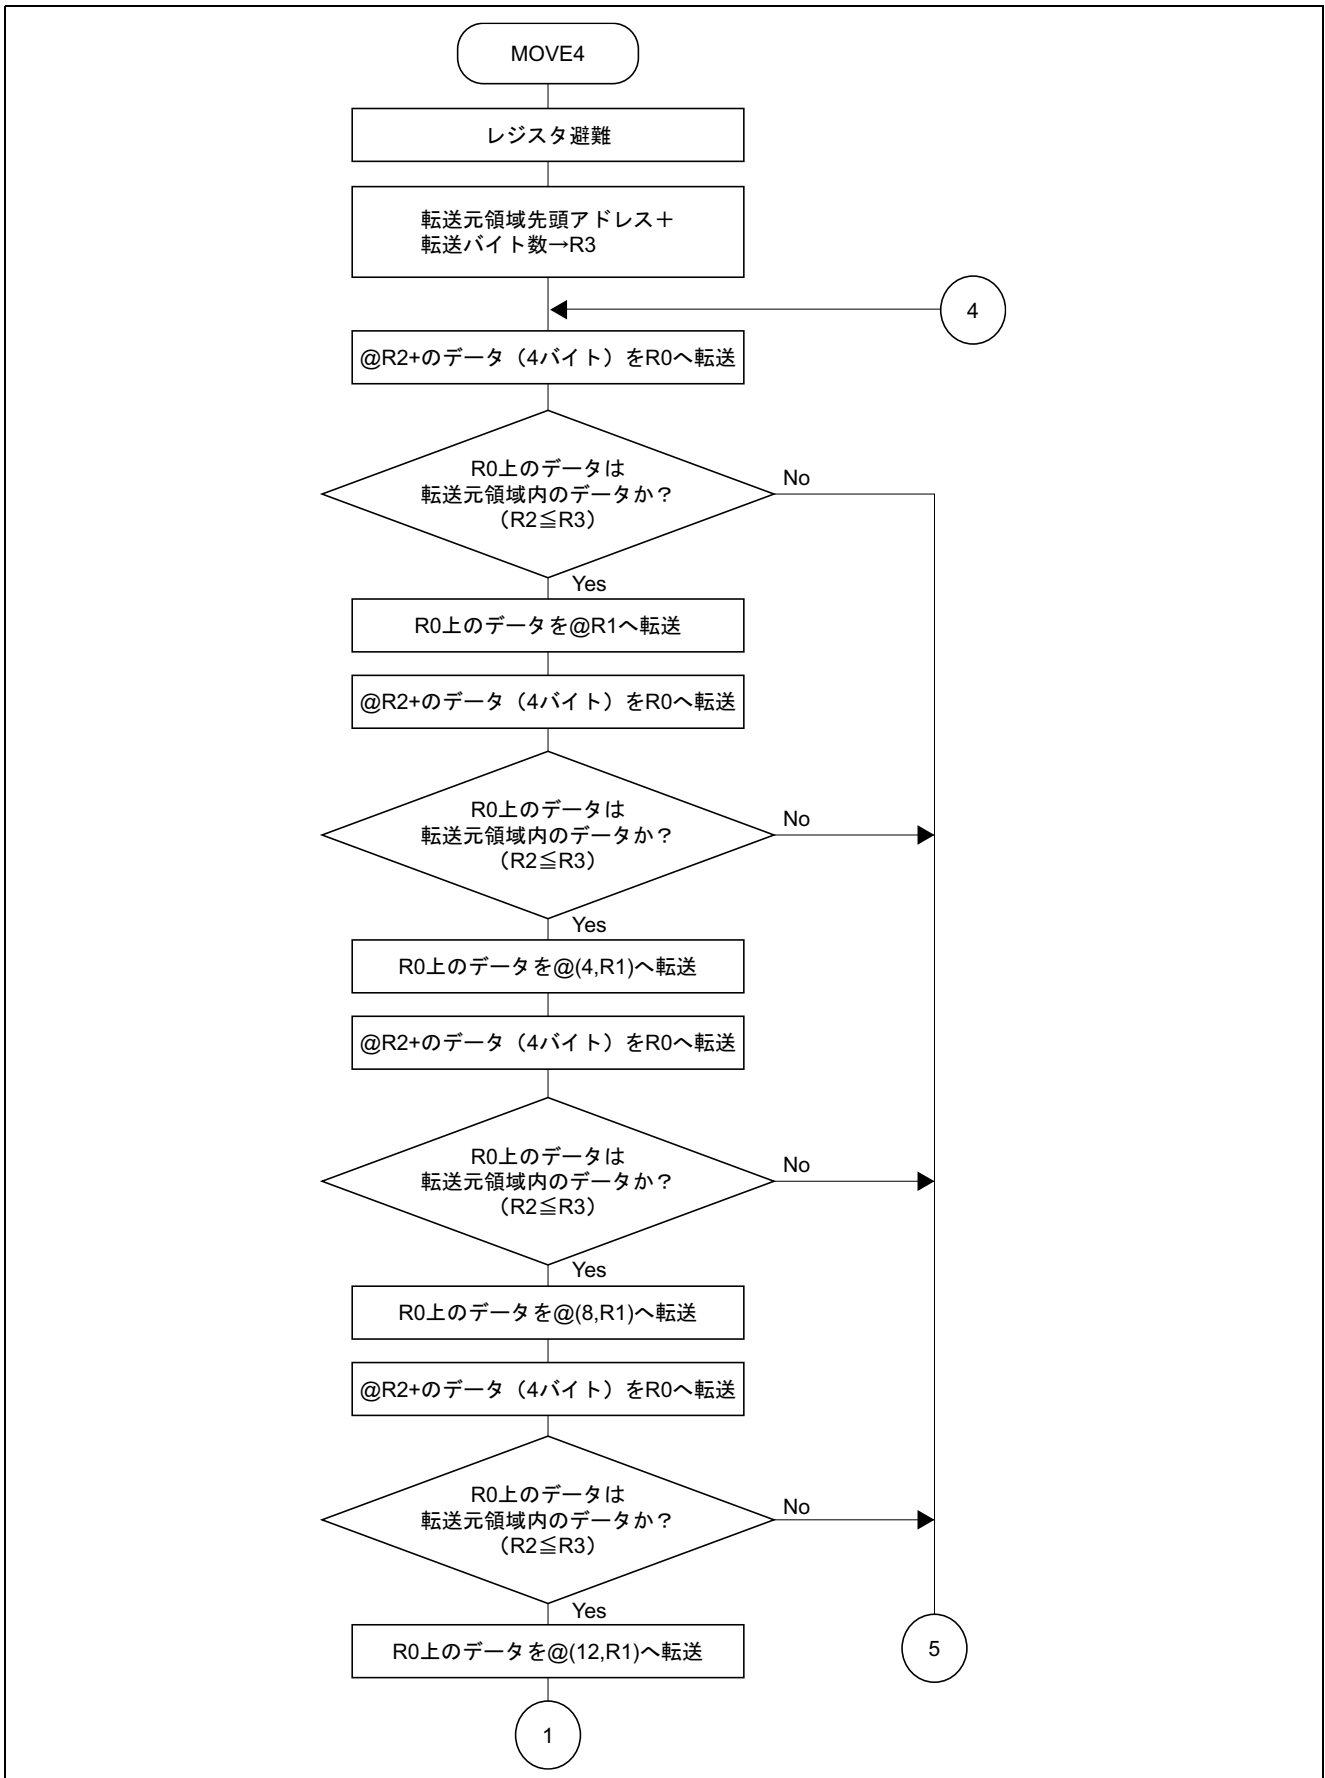 MOVE4
レジスタ避難
転送元領域先頭アドレス＋
転送バイト数→R3
4
@R2+のデータ（4バイト）をR0へ転送
R0上のデータは
転送元領域内のデータか？
（R2≦R3）
No
Yes
R0上のデータを@R1へ転送
@R2+のデータ（4バイト）をR0へ転送
R0上のデータは
転送元領域内のデータか？
（R2≦R3）
No
Yes
R0上のデータを@(4,R1)へ転送
@R2+のデータ（4バイト）をR0へ転送
R0上のデータは
転送元領域内のデータか？
（R2≦R3）
No
Yes
R0上のデータを@(8,R1)へ転送
@R2+のデータ（4バイト）をR0へ転送
R0上のデータは
転送元領域内のデータか？
（R2≦R3）
No
Yes
R0上のデータを@(12,R1)へ転送
5
1